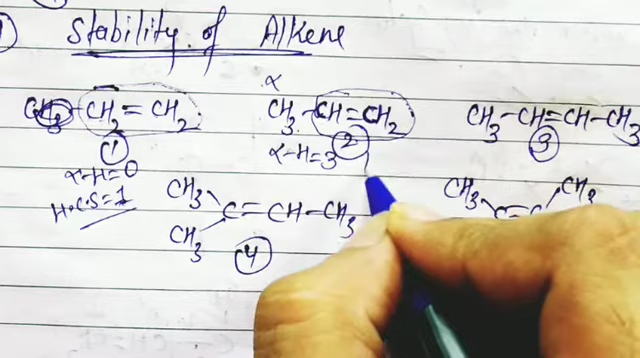 Stability of Alkene
CH2=CH2
α
CH3-CH=CH2
CH3-CH=CH-CH3
1
2
3
α-H=0
α-H=3
H·C·S=1
CH3
CH3
CH3
C=CH-CH3
CH3
4